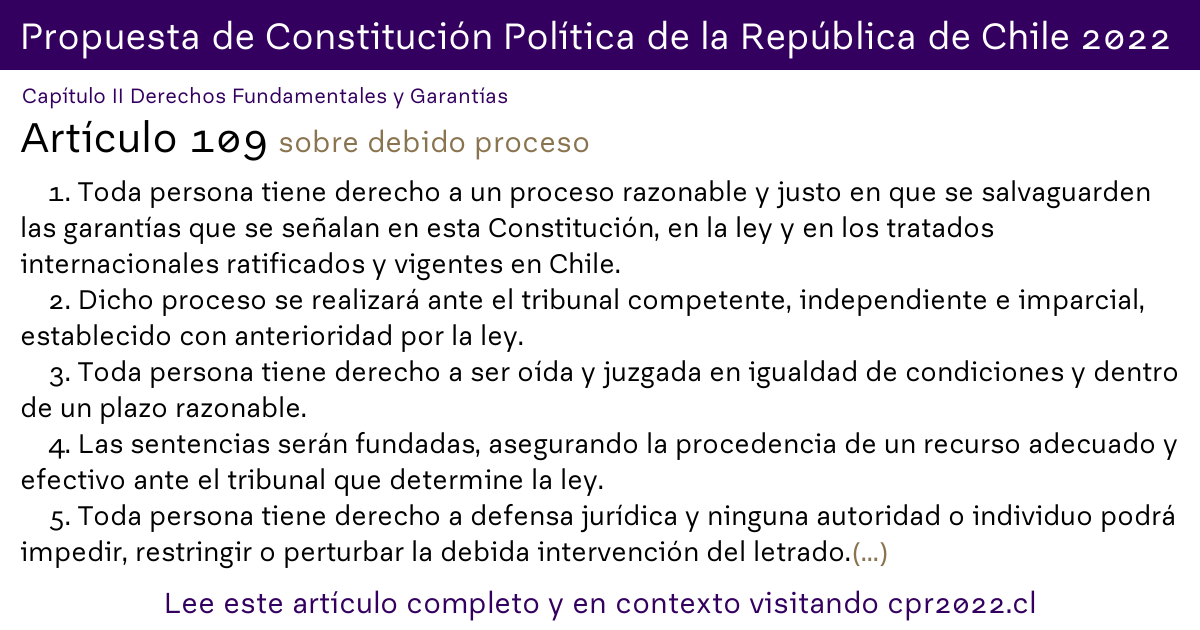 Propuesta de Constitución Política de la República de Chile 2022
Capítulo II Derechos Fundamentales y Garantías
Artículo 109 sobre debido proceso
1. Toda persona tiene derecho a un proceso razonable y justo en que se salvaguarden
las garantías que se señalan en esta Constitución, en la ley y en los tratados
internacionales ratificados y vigentes en Chile.
2. Dicho proceso se realizará ante el tribunal competente, independiente e imparcial,
establecido con anterioridad por la ley.
3. Toda persona tiene derecho a ser oída y juzgada en igualdad de condiciones y dentro
de un plazo razonable.
4. Las sentencias serán fundadas, asegurando la procedencia de un recurso adecuado y
efectivo ante el tribunal que determine la ley.
5. Toda persona tiene derecho a defensa jurídica y ninguna autoridad o individuo podrá
impedir, restringir o perturbar la debida intervención del letrado.(...)
Lee este artículo completo y en contexto visitando cpr2022.cl